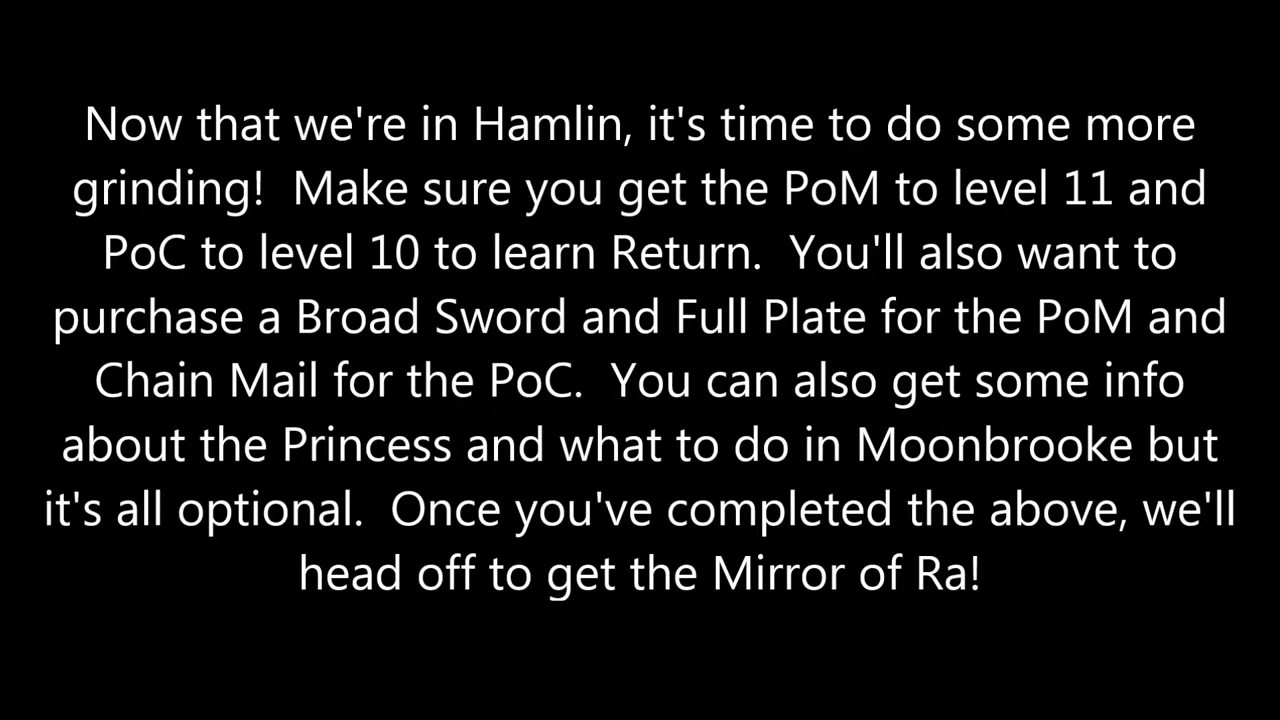 Now that we're in Hamlin, it's time to do some more
grinding!  Make sure you get the PoM to level 11 and
PoC to level 10 to learn Return.  You'll also want to
purchase a Broad Sword and Full Plate for the PoM and
Chain Mail for the PoC.  You can also get some info
about the Princess and what to do in Moonbrooke but
it's all optional.  Once you've completed the above, we'll
head off to get the Mirror of Ra!